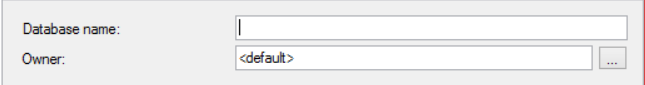 Database name:
Owner: <default> ...